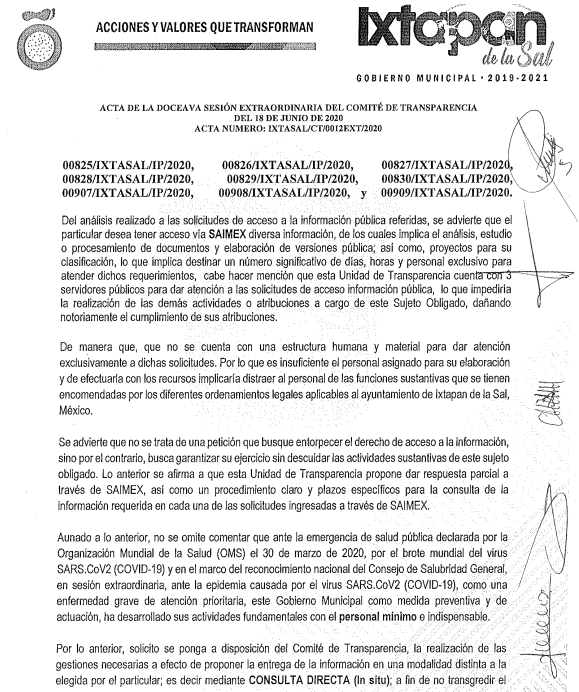 ACCIONES Y VALORES QUE TRANSFORMAN
Ixtapan
de la Sal
GOBIERNO MUNICIPAL • 2019-2021
ACTA DE LA DOCEAVA SESIÓN EXTRAORDINARIA DEL COMITÉ DE TRANSPARENCIA
DEL 18 DE JUNIO DE 2020
ACTA NUMERO: IXTASAL/CT/0012EXT/2020
00825/IXTASAL/IP/2020, 00826/IXTASAL/IP/2020, 00827/IXTASAL/IP/2020,
00828/IXTASAL/IP/2020, 00829/IXTASAL/IP/2020, 00830/IXTASAL/IP/2020,
00907/IXTASAL/IP/2020, 00908/IXTASAL/IP/2020, y 00909/IXTASAL/IP/2020.
Del análisis realizado a las solicitudes de acceso a la información pública referidas, se advierte que el
particular desea tener acceso vía SAIMEX diversa información, de los cuales implica el análisis, estudio
o procesamiento de documentos y elaboración de versiones pública; así como, proyectos para su
clasificación, lo que implica destinar un número significativo de días, horas y personal exclusivo para
atender dichos requerimientos, cabe hacer mención que esta Unidad de Transparencia cuenta con 3
servidores públicos para dar atención a las solicitudes de acceso información pública, lo que impediría
la realización de las demás actividades o atribuciones a cargo de este Sujeto Obligado, dañando
notoriamente el cumplimiento de sus atribuciones.
De manera que, que no se cuenta con una estructura humana y material para dar atención
exclusivamente a dichas solicitudes. Por lo que es insuficiente el personal asignado para su elaboración
y de efectuarla con los recursos implicaría distraer al personal de las funciones sustantivas que se tienen
encomendadas por los diferentes ordenamientos legales aplicables al ayuntamiento de Ixtapan de la Sal,
México.
Se advierte que no se trata de una petición que busque entorpecer el derecho de acceso a la información,
sino por el contrario, busca garantizar su ejercicio sin descuidar las actividades sustantivas de este sujeto
obligado. Lo anterior se afirma a que esta Unidad de Transparencia propone dar respuesta parcial a
través de SAIMEX, así como un procedimiento claro y plazos específicos para la consulta de la
información requerida en cada una de las solicitudes ingresadas a través de SAIMEX.
Aunado a lo anterior, no se omite comentar que ante la emergencia de salud pública declarada por la
Organización Mundial de la Salud (OMS) el 30 de marzo de 2020, por el brote mundial del virus
SARS.CoV2 (COVID-19) y en el marco del reconocimiento nacional del Consejo de Salubridad General,
en sesión extraordinaria, ante la epidemia causada por el virus SARS.CoV2 (COVID-19), como una
enfermedad grave de atención prioritaria, este Gobierno Municipal como medida preventiva y de
actuación, ha desarrollado sus actividades fundamentales con el personal mínimo e indispensable.
Por lo anterior, solicito se ponga a disposición del Comité de Transparencia, la realización de las
gestiones necesarias a efecto de proponer la entrega de la información en una modalidad distinta a la
elegida por el particular; es decir mediante CONSULTA DIRECTA (In situ); a fin de no transgredir el